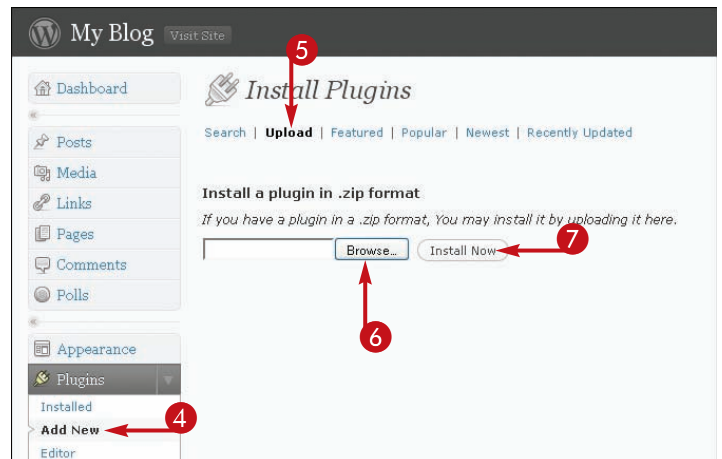 My Blog Visit Site
5
Dashboard
Posts
Media
Links
Pages
Comments
Polls
Appearance
Plugins
Installed
Add New
4
Editor
Install Plugins
Search | Upload | Featured | Popular | Newest | Recently Updated
Install a plugin in .zip format
If you have a plugin in a .zip format, You may install it by uploading it here.
Browse... Install Now
7
6